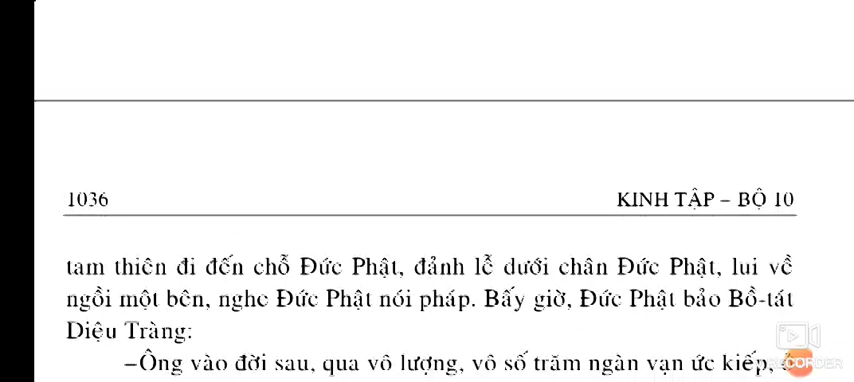 1036 KINH TẬP – BỘ 10
tam thiên đi đến chỗ Đức Phật, đảnh lễ dưới chân Đức Phật, lui về
ngồi một bên, nghe Đức Phật nói pháp. Bấy giờ, Đức Phật bảo Bồ-tát
Diệu Tràng:
–Ông vào đời sau, qua vô lượng, vô số trăm ngàn vạn ức kiếp,